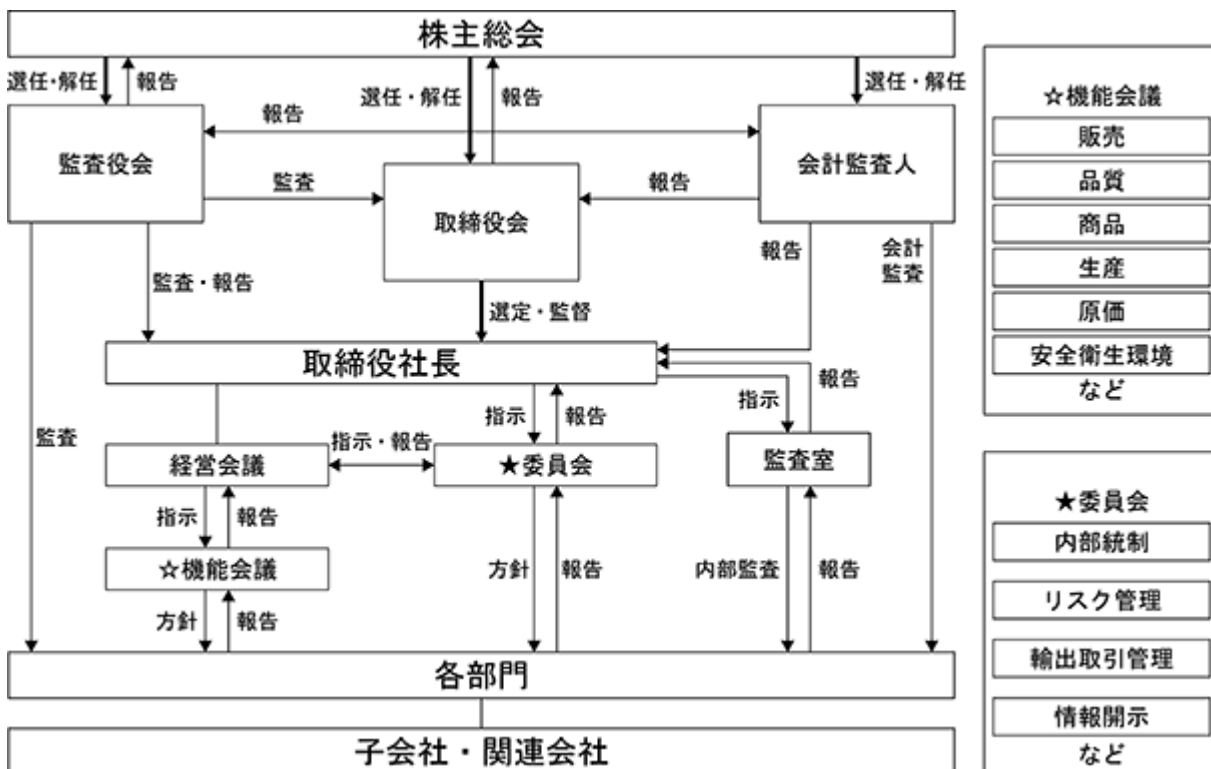 株主総会
選任・解任
報告
選任・解任
報告
選任・解任
報告
監査役会
会計監査人
監査
報告
取締役会
監査・報告
報告
会計
監査
選定・監督
取締役社長
監査
指示
報告
指示
報告
経営会議
指示・報告
★委員会
監査室
指示
報告
☆機能会議
方針
報告
内部監査
報告
方針
報告
各部門
子会社・関連会社
☆機能会議
販売
品質
商品
生産
原価
安全衛生環境
など
★委員会
内部統制
リスク管理
輸出取引管理
情報開示
など